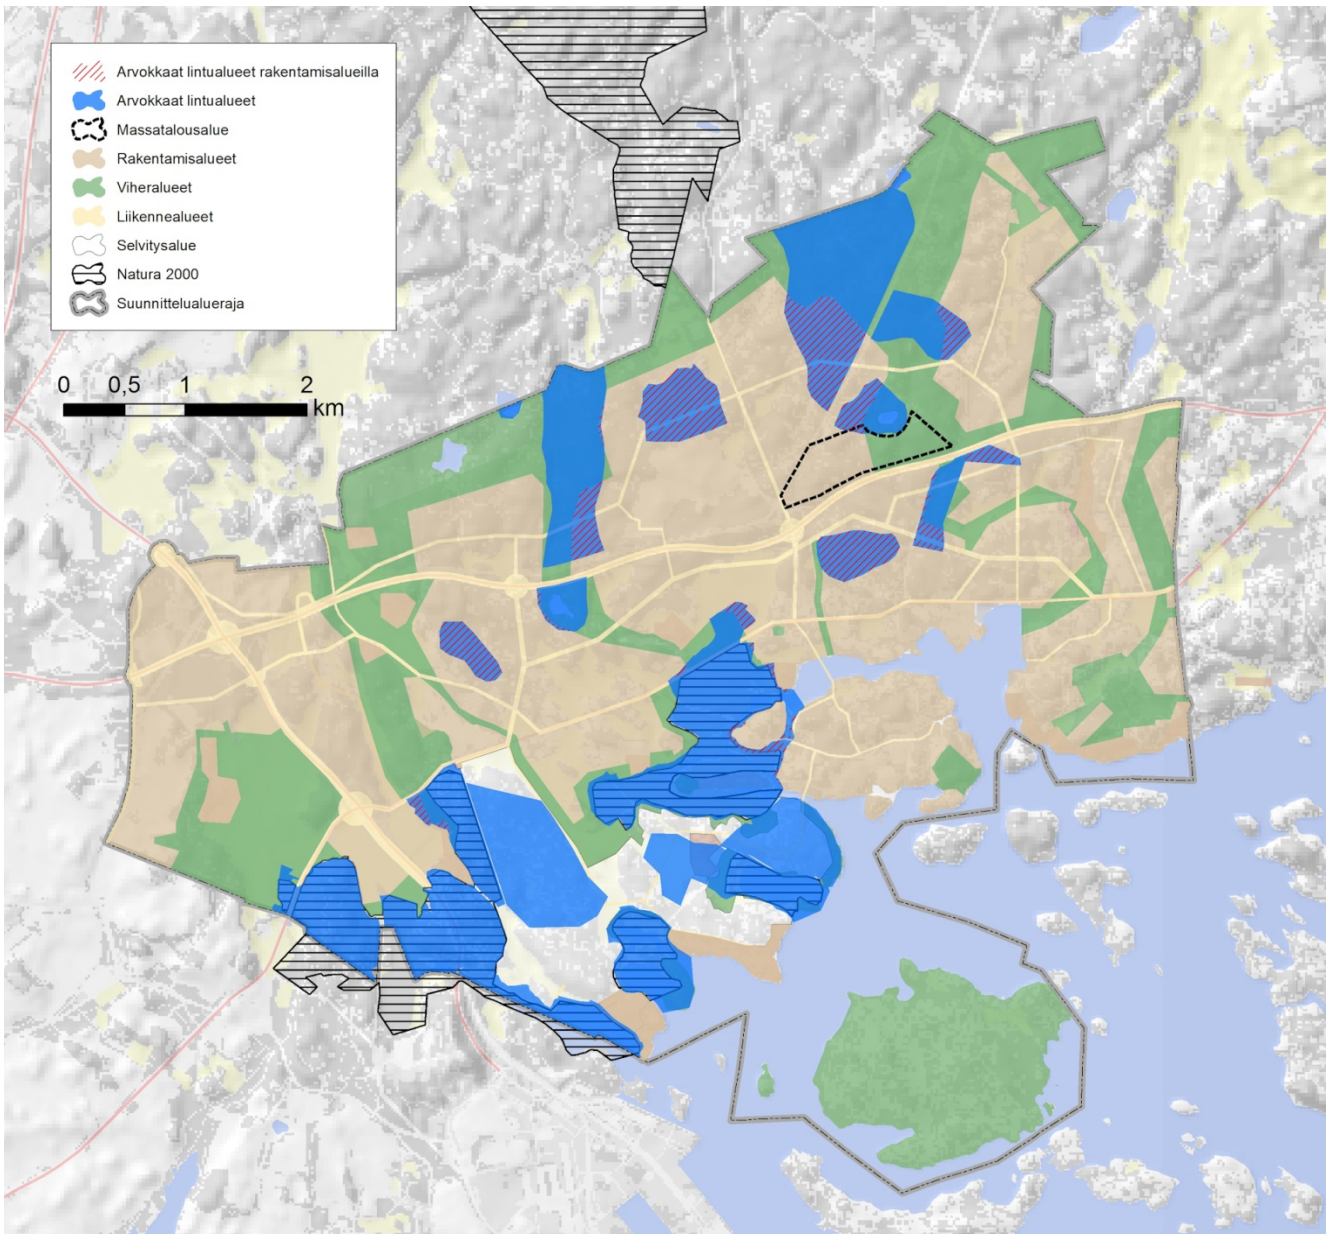 Arvokkaat lintualueet rakentamisalueilla
Arvokkaat lintualueet
Massatalousalue
Rakentamisalueet
Viheralueet
Liikennealueet
Selvitysalue
Natura 2000
Suunnittelualueraja
0 0,5 1 2
km